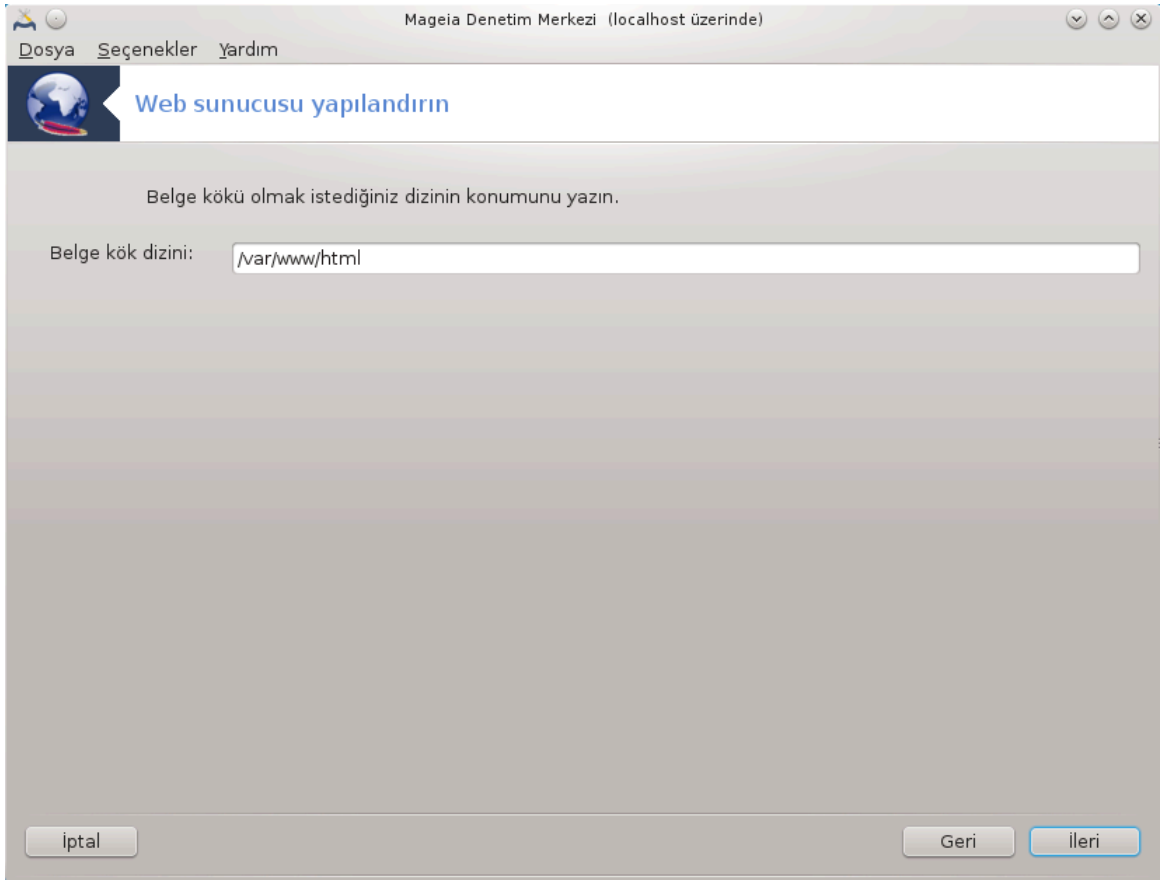 Mageia Denetim Merkezi (localhost üzerinde)
Dosya Seçenekler Yardım
Web sunucusu yapılandırın
Belge kökü olmak istediğiniz dizinin konumunu yazın.
Belge kök dizini: /var/www/html
İptal Geri İleri